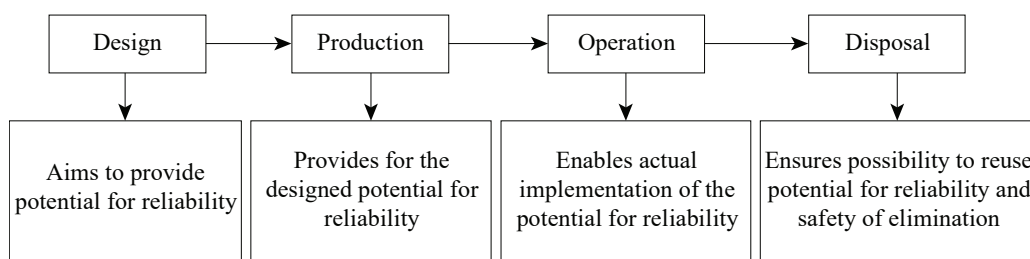 Design
Production
Operation
Disposal
Aims to provide
potential for reliability
Provides for the
designed potential for
reliability
Enables actual
implementation of the
potential for reliability
Ensures possibility to reuse
potential for reliability and
safety of elimination